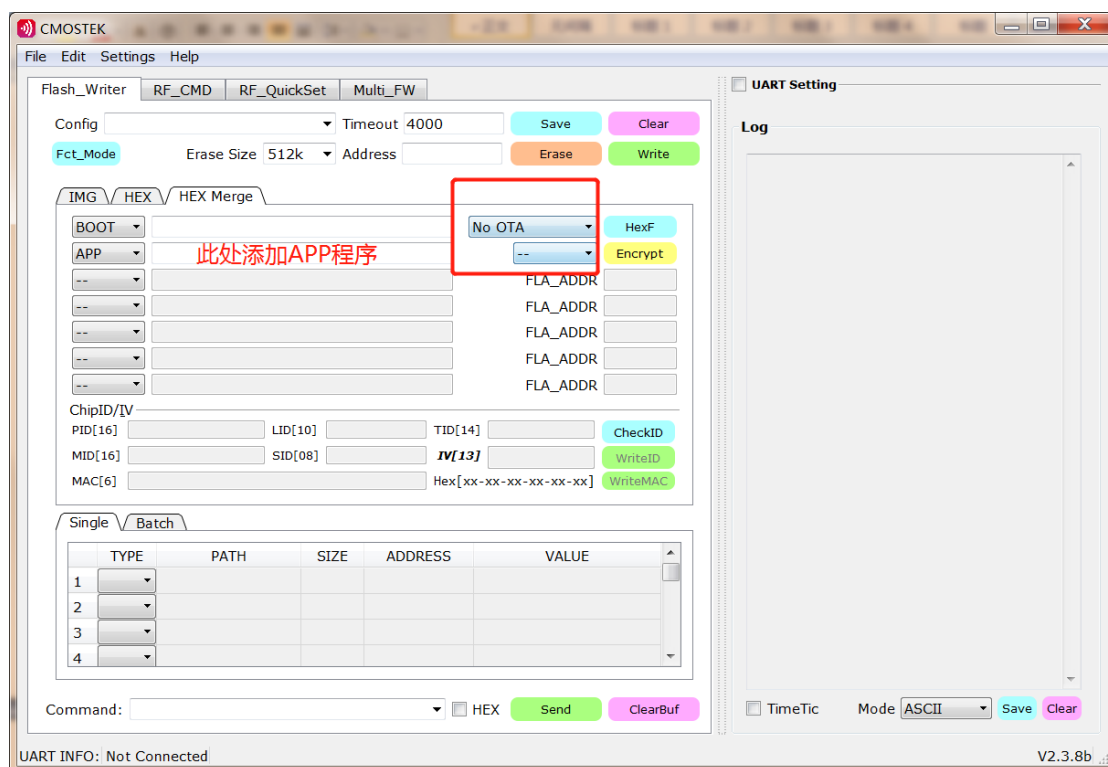 CMOSTEK
File Edit Settings Help
Flash_Writer RF_CMD RF_QuickSet Multi_FW
Config Timeout 4000 Save Clear
Fct_Mode Erase Size 512k Address Erase Write
IMG HEX HEX Merge
BOOT No OTA HexF
APP 此处添加APP程序 -- Encrypt
-- FLA_ADDR
-- FLA_ADDR
-- FLA_ADDR
-- FLA_ADDR
-- FLA_ADDR
ChipID/IV
PID[16] LID[10] TID[14] CheckID
MID[16] SID[08] IV[13] WriteID
MAC[6] Hex[xx-xx-xx-xx-xx-xx] WriteMAC
Single Batch
TYPE PATH SIZE ADDRESS VALUE
1
2
3
4
Command: HEX Send ClearBuf
UART Setting
Log
TimeTic Mode ASCII Save Clear
UART INFO: Not Connected V2.3.8b